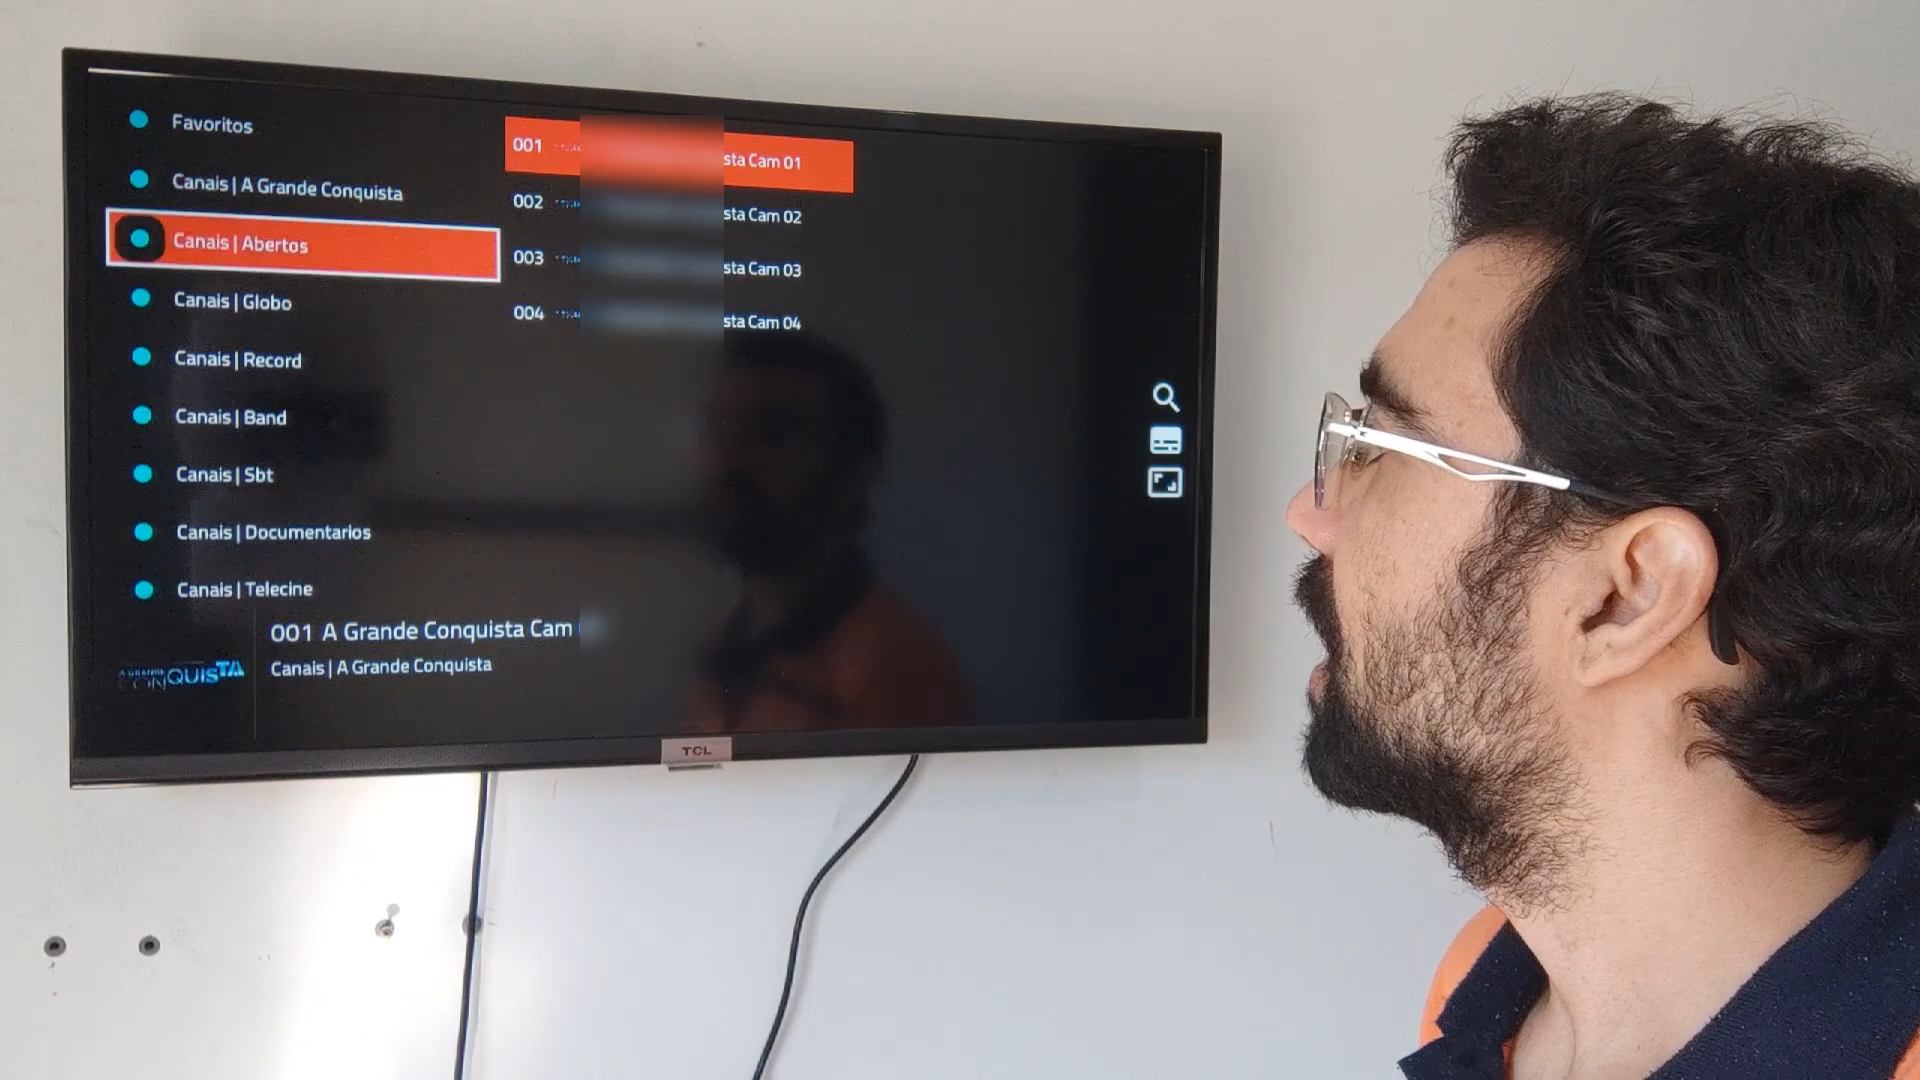 Favoritos
Canais | A Grande Conquista
Canais | Abertos
Canais | Globo
Canais | Record
Canais | Band
Canais | Sbt
Canais | Documentarios
Canais | Telecine
001 sta Cam 01
002 sta Cam 02
003 sta Cam 03
004 sta Cam 04
001 A Grande Conquista Cam
Canais | A Grande Conquista
A GRANDE
CONQUISTA
TCL